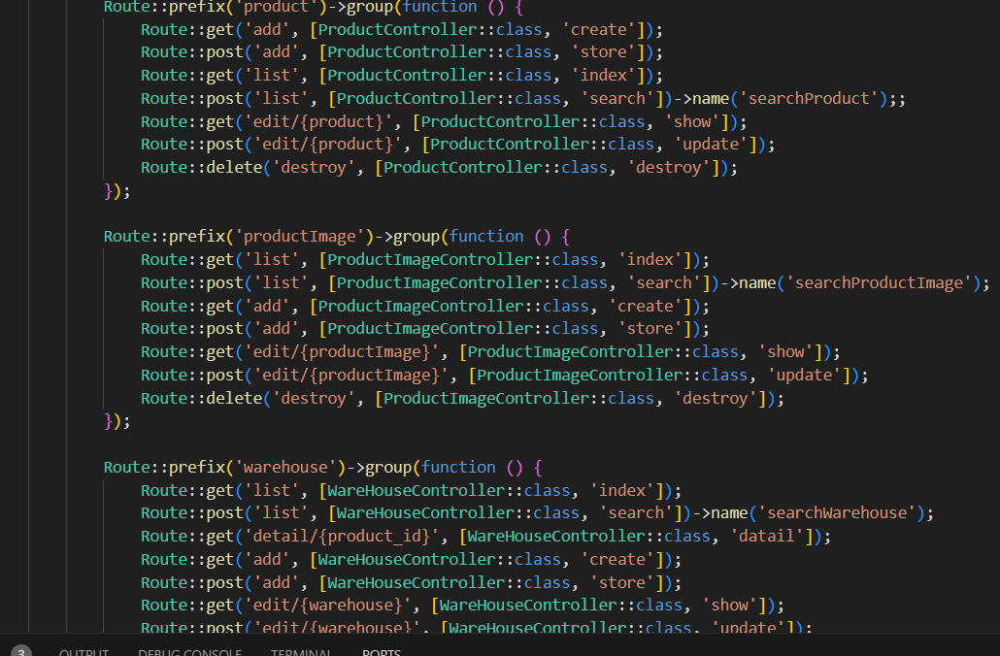 Route::prefix('product')->group(function () {
Route::get('add', [ProductController::class, 'create']);
Route::post('add', [ProductController::class, 'store']);
Route::get('list', [ProductController::class, 'index']);
Route::post('list', [ProductController::class, 'search'])->name('searchProduct');;
Route::get('edit/{product}', [ProductController::class, 'show']);
Route::post('edit/{product}', [ProductController::class, 'update']);
Route::delete('destroy', [ProductController::class, 'destroy']);
});
Route::prefix('productImage')->group(function () {
Route::get('list', [ProductImageController::class, 'index']);
Route::post('list', [ProductImageController::class, 'search'])->name('searchProductImage');
Route::get('add', [ProductImageController::class, 'create']);
Route::post('add', [ProductImageController::class, 'store']);
Route::get('edit/{productImage}', [ProductImageController::class, 'show']);
Route::post('edit/{productImage}', [ProductImageController::class, 'update']);
Route::delete('destroy', [ProductImageController::class, 'destroy']);
});
Route::prefix('warehouse')->group(function () {
Route::get('list', [WareHouseController::class, 'index']);
Route::post('list', [WareHouseController::class, 'search'])->name('searchWarehouse');
Route::get('detail/{product_id}', [WareHouseController::class, 'datail']);
Route::get('add', [WareHouseController::class, 'create']);
Route::post('add', [WareHouseController::class, 'store']);
Route::get('edit/{warehouse}', [WareHouseController::class, 'show']);
Route::post('edit/{warehouse}', [WareHouseController::class, 'update']);
3 OUTPUT DEBUG CONSOLE TERMINAL PORTS